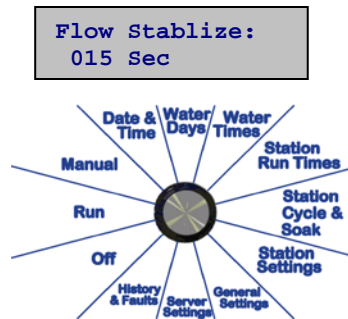 Flow Stablize:
015 Sec
Date &
Time
Water
Days
Water
Times
Station
Run Times
Station
Cycle &
Soak
Station
Settings
General
Settings
Server
Settings
History
& Faults
Off
Run
Manual